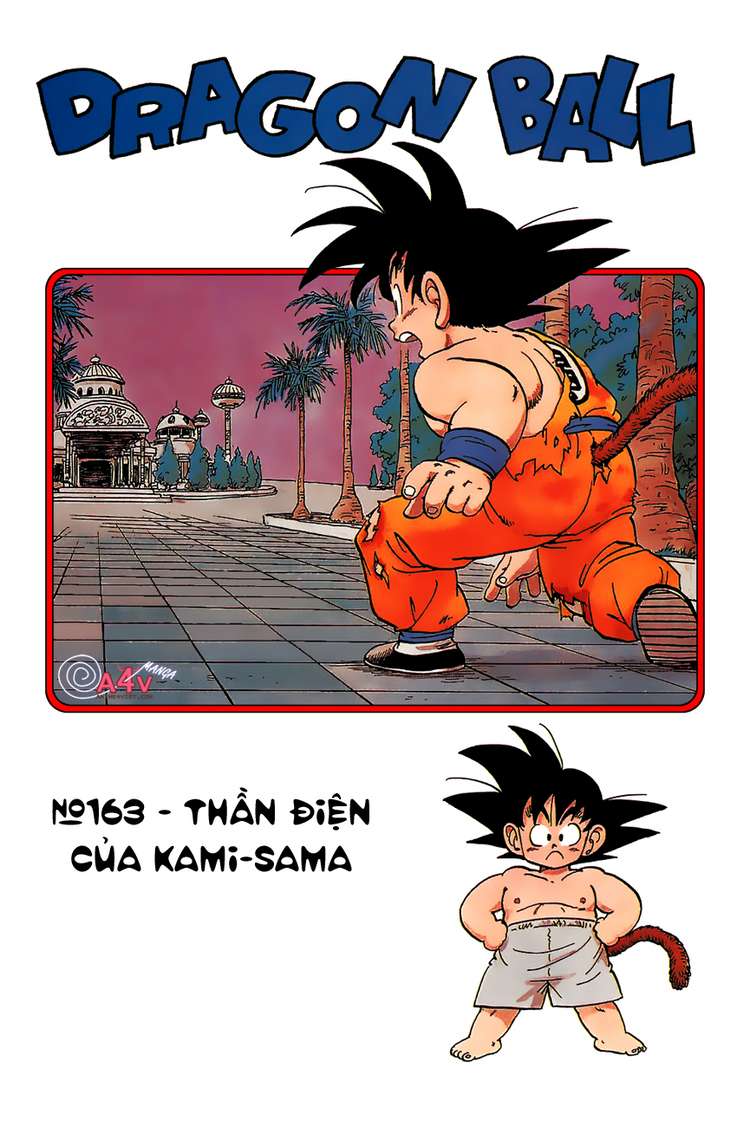 DRAGON BALL
MANGA
A4V
№163 - THẦN ĐIỆN
CỦA KAMI-SAMA